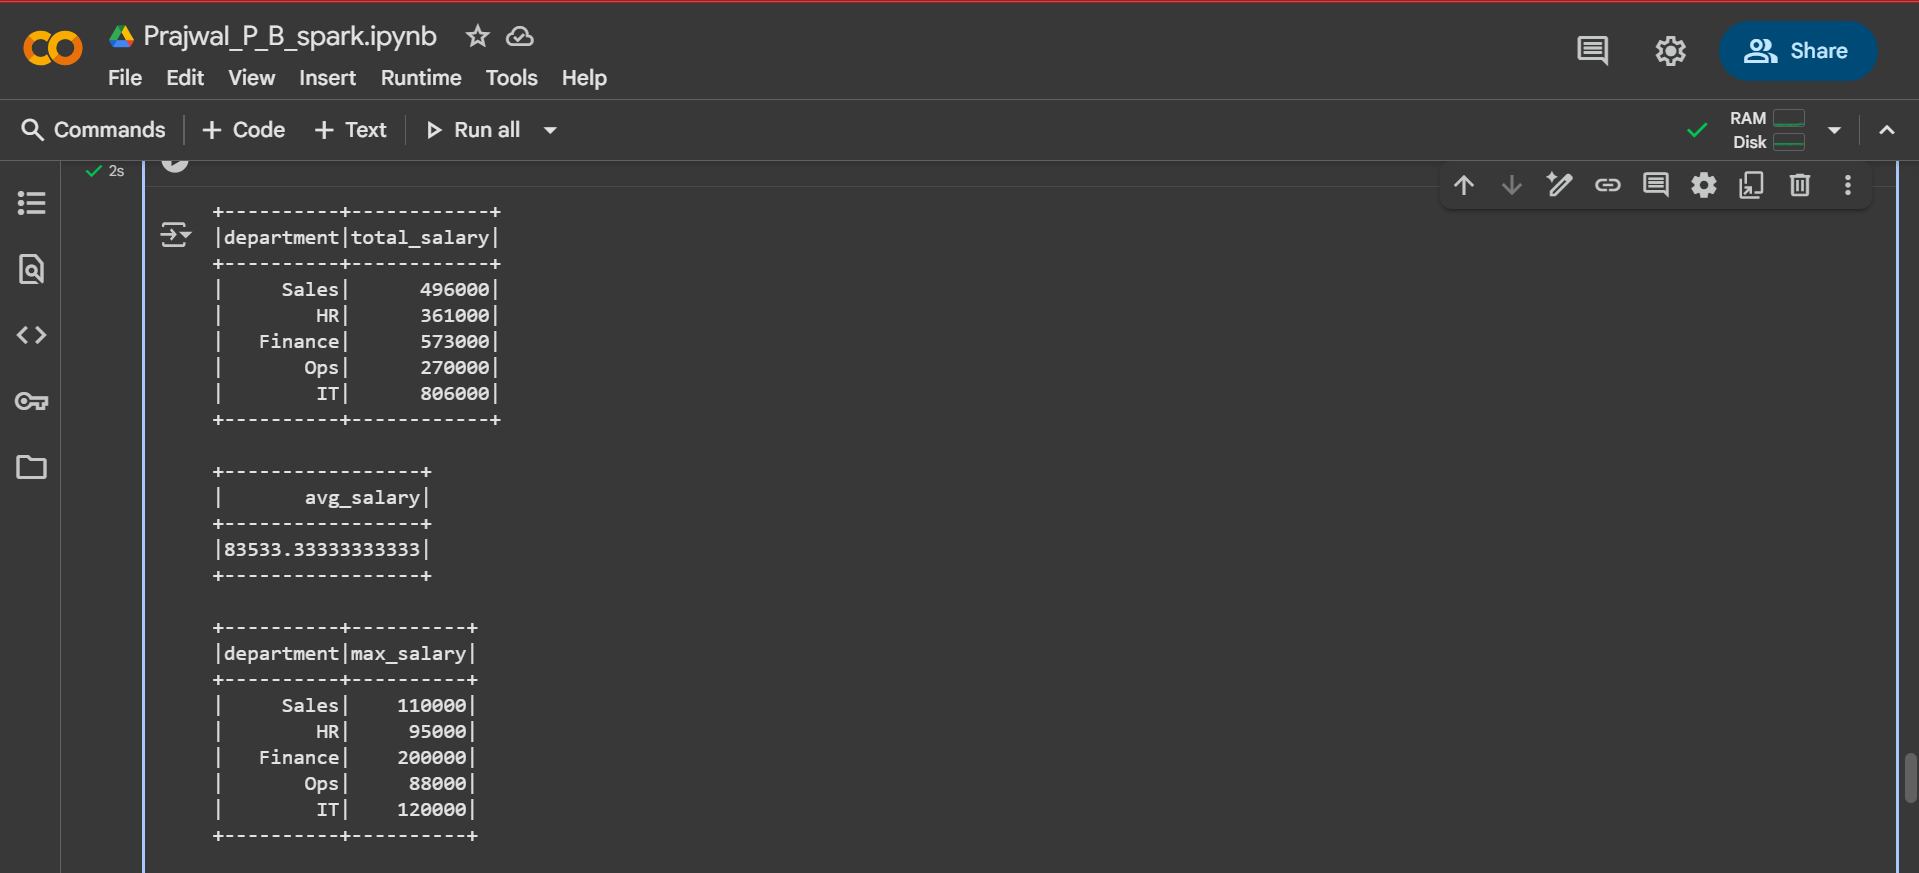 Prajwal_P_B_spark.ipynb
Share
File Edit View Insert Runtime Tools Help
Commands + Code + Text Run all
RAM
Disk
2s
+----------+------------+
|department|total_salary|
+----------+------------+
|     Sales|      496000|
|        HR|      361000|
|   Finance|      573000|
|       Ops|      270000|
|        IT|      806000|
+----------+------------+
+-----------------+
|       avg_salary|
+-----------------+
|83533.33333333333|
+-----------------+
+----------+----------+
|department|max_salary|
+----------+----------+
|     Sales|    110000|
|        HR|     95000|
|   Finance|    200000|
|       Ops|     88000|
|        IT|    120000|
+----------+----------+